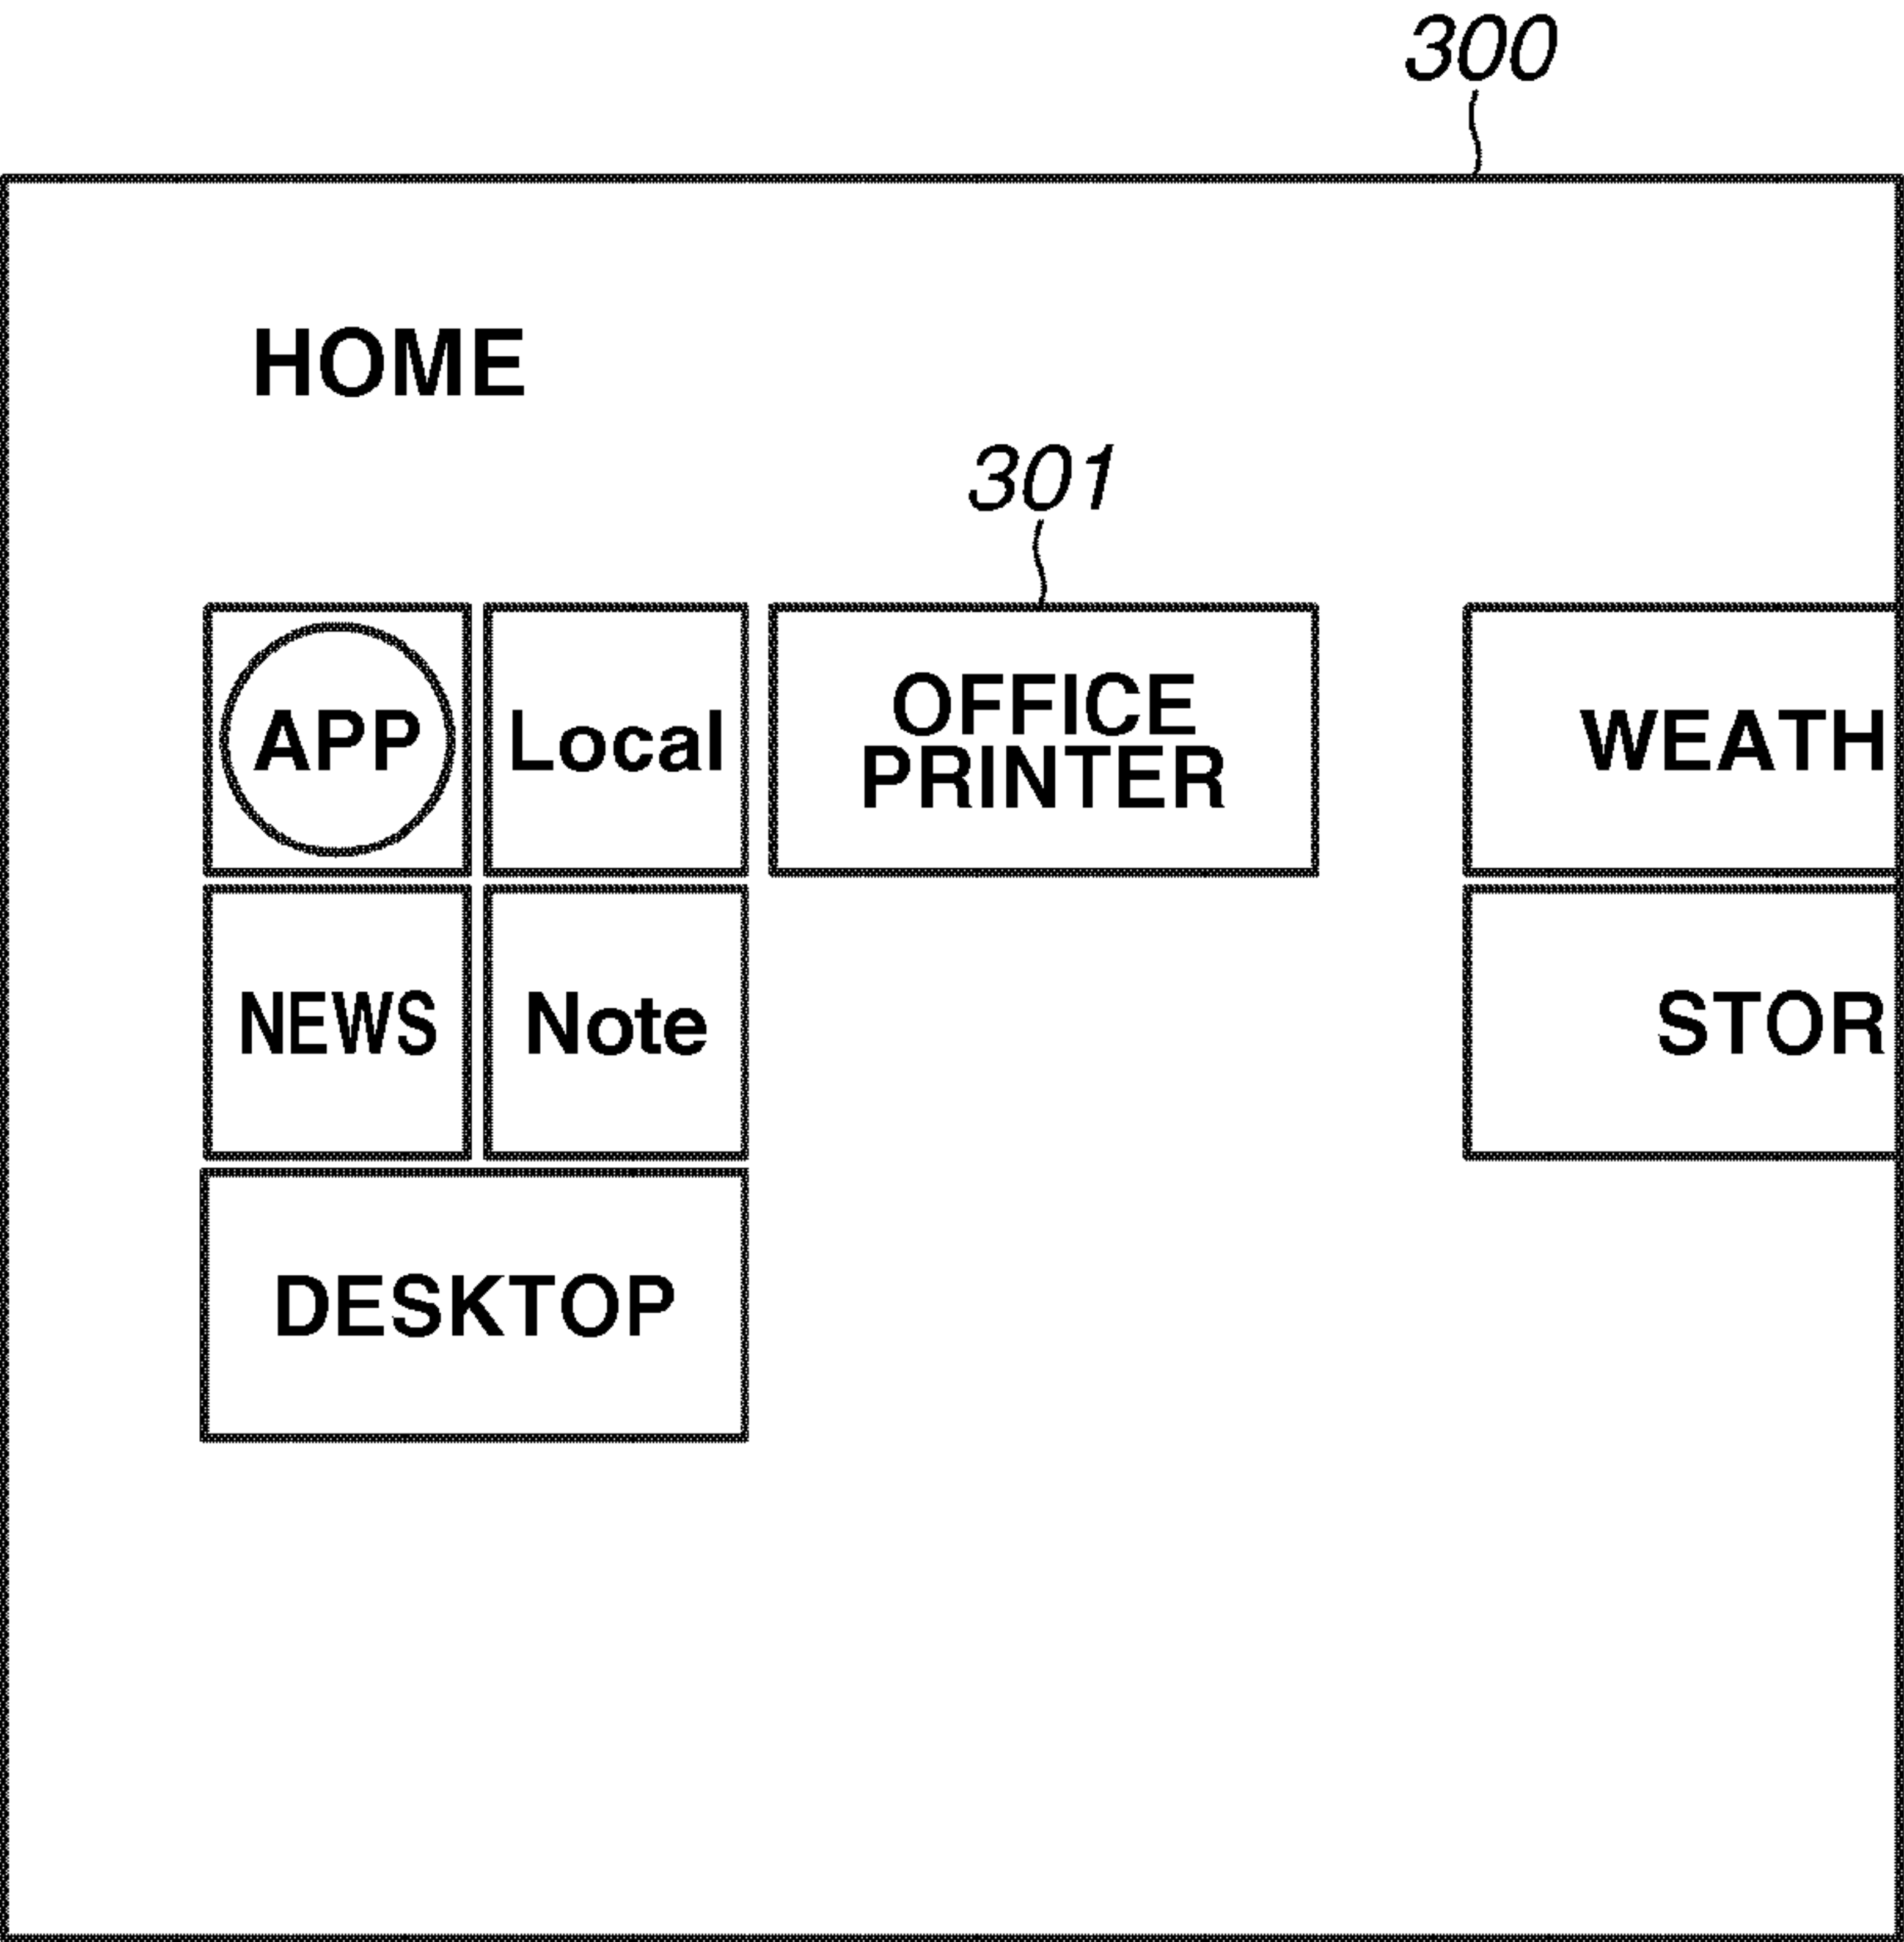 300
HOME
301
APP
Local
OFFICE
PRINTER
WEATH
NEWS
Note
STOR
DESKTOP